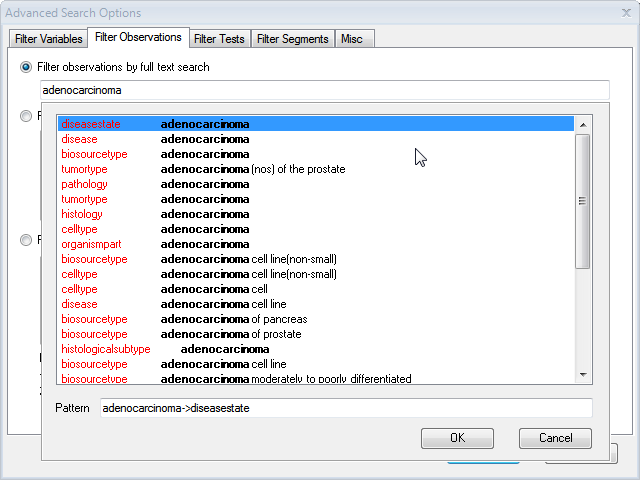 Advanced Search Options
Filter Variables Filter Observations Filter Tests Filter Segments Misc
Filter observations by full text search
adenocarcinoma
diseasestate adenocarcinoma
disease adenocarcinoma
biosourcetype adenocarcinoma
tumortype adenocarcinoma (nos) of the prostate
pathology adenocarcinoma
tumortype adenocarcinoma
histology adenocarcinoma
celltype adenocarcinoma
organismpart adenocarcinoma
biosourcetype adenocarcinoma cell line(non-small)
celltype adenocarcinoma cell line(non-small)
celltype adenocarcinoma cell
disease adenocarcinoma cell line
biosourcetype adenocarcinoma of pancreas
biosourcetype adenocarcinoma of prostate
histologicalsubtype adenocarcinoma
biosourcetype adenocarcinoma cell line
biosourcetype adenocarcinoma moderately to poorly differentiated
Pattern adenocarcinoma->diseasestate
OK Cancel